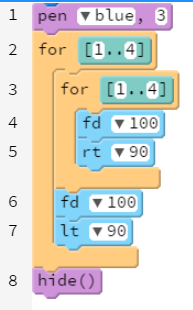 1 pen ▼blue, 3
2 for [1..4]
3 for [1..4]
4 fd ▼100
5 rt ▼90
6 fd ▼100
7 lt ▼90
8 hide()